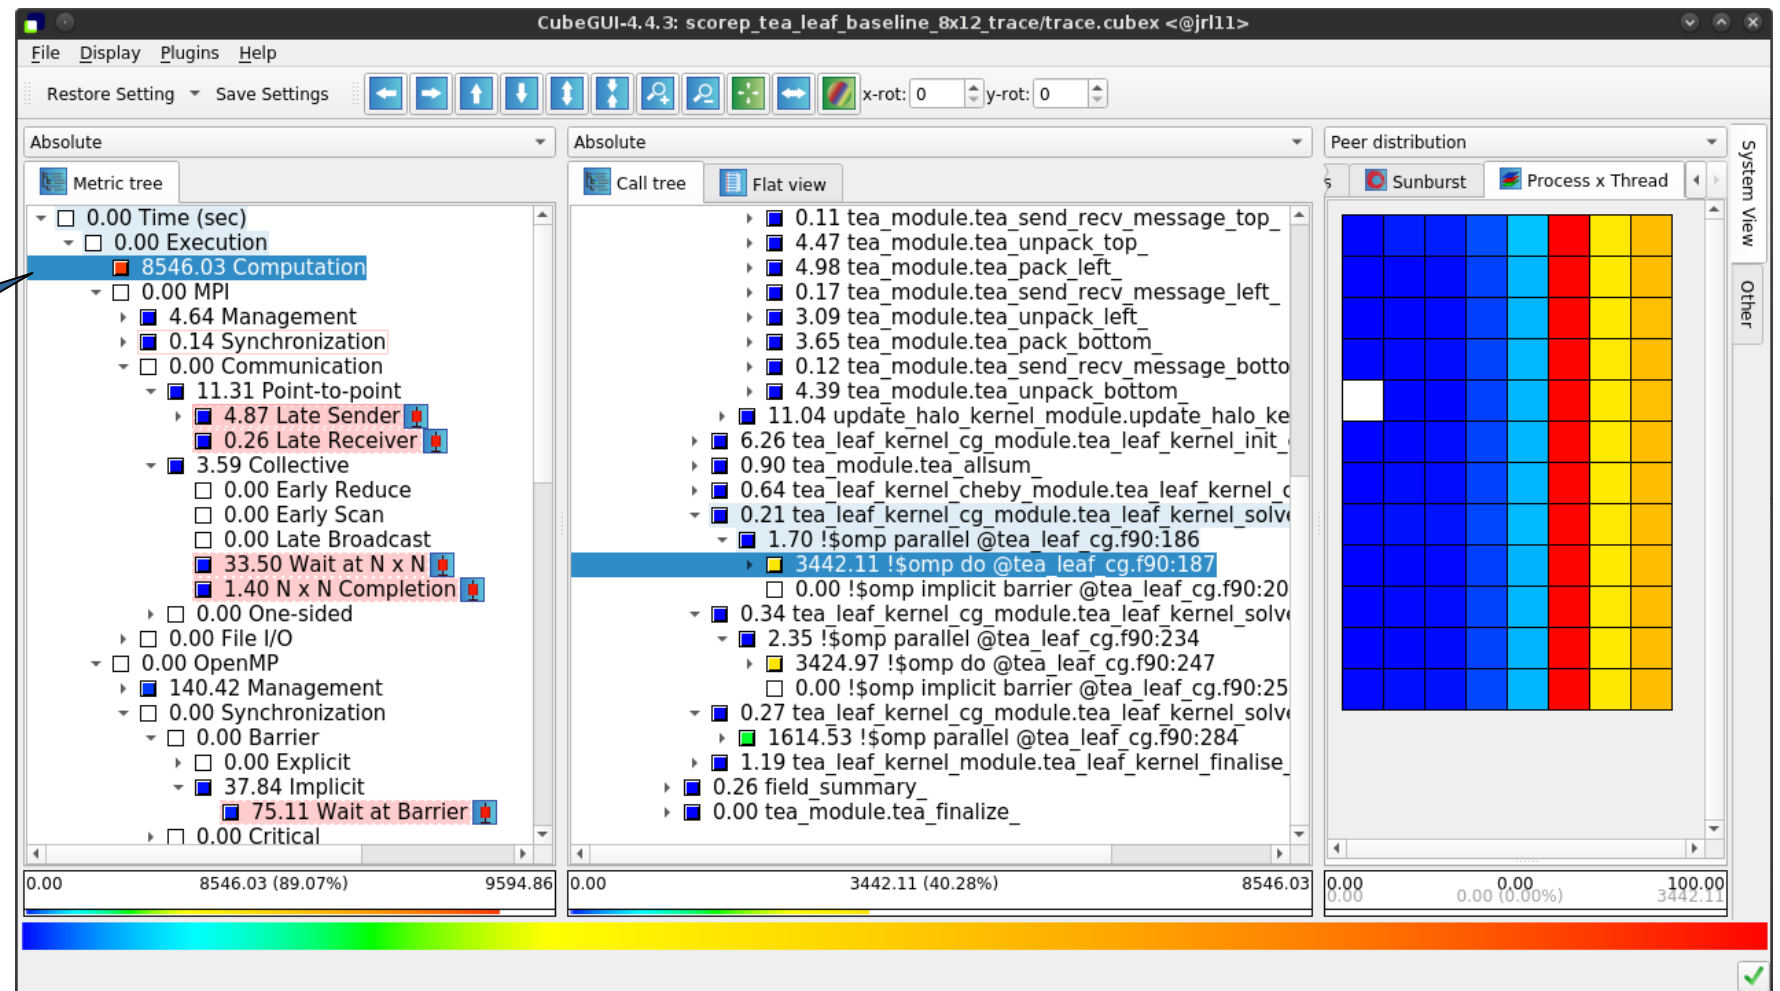 CubeGUI-4.4.3: scorep_tea_leaf_baseline_8x12_trace/trace.cubex <@jrl11>
File Display Plugins Help
Restore Setting Save Settings x-rot: 0 y-rot: 0
Absolute
Metric tree
0.00 Time (sec)
0.00 Execution
8546.03 Computation
0.00 MPI
4.64 Management
0.14 Synchronization
0.00 Communication
11.31 Point-to-point
4.87 Late Sender
0.26 Late Receiver
3.59 Collective
0.00 Early Reduce
0.00 Early Scan
0.00 Late Broadcast
33.50 Wait at N x N
1.40 N x N Completion
0.00 One-sided
0.00 File I/O
0.00 OpenMP
140.42 Management
0.00 Synchronization
0.00 Barrier
0.00 Explicit
37.84 Implicit
75.11 Wait at Barrier
0.00 Critical
0.00 8546.03 (89.07%) 9594.86
Absolute
Call tree Flat view
0.11 tea_module.tea_send_recv_message_top_
4.47 tea_module.tea_unpack_top_
4.98 tea_module.tea_pack_left_
0.17 tea_module.tea_send_recv_message_left_
3.09 tea_module.tea_unpack_left_
3.65 tea_module.tea_pack_bottom_
0.12 tea_module.tea_send_recv_message_botto
4.39 tea_module.tea_unpack_bottom_
11.04 update_halo_kernel_module.update_halo_ke
6.26 tea_leaf_kernel_cg_module.tea_leaf_kernel_init_
0.90 tea_module.tea_allsum_
0.64 tea_leaf_kernel_cheby_module.tea_leaf_kernel_c
0.21 tea_leaf_kernel_cg_module.tea_leaf_kernel_solv
1.70 !$omp parallel @tea_leaf_cg.f90:186
3442.11 !$omp do @tea_leaf_cg.f90:187
0.00 !$omp implicit barrier @tea_leaf_cg.f90:20
0.34 tea_leaf_kernel_cg_module.tea_leaf_kernel_solv
2.35 !$omp parallel @tea_leaf_cg.f90:234
3424.97 !$omp do @tea_leaf_cg.f90:247
0.00 !$omp implicit barrier @tea_leaf_cg.f90:25
0.27 tea_leaf_kernel_cg_module.tea_leaf_kernel_solv
1614.53 !$omp parallel @tea_leaf_cg.f90:284
1.19 tea_leaf_kernel_module.tea_leaf_kernel_finalise_
0.26 field_summary_
0.00 tea_module.tea_finalize_
0.00 3442.11 (40.28%) 8546.03
Peer distribution
s Sunburst Process x Thread
0.00 0.00 100.00
0.00 0.00 (0.00%) 3442.11
System View
Other